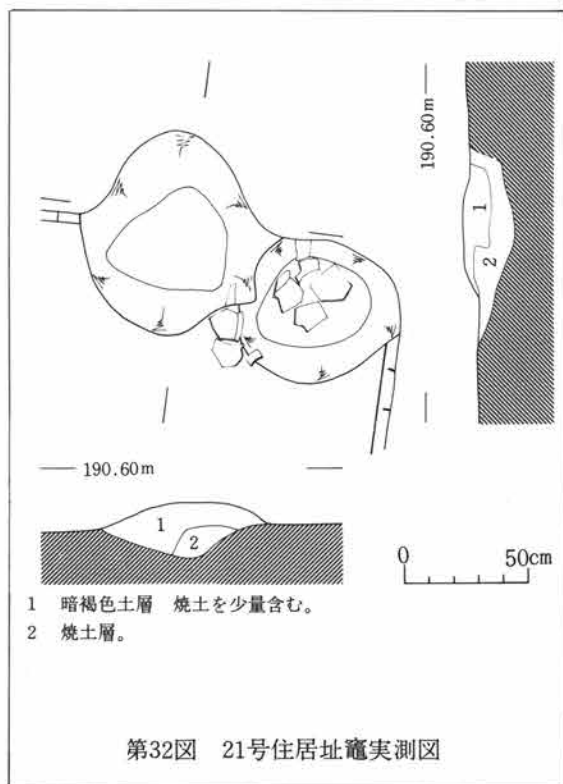 190.60m
1
2
190.60m
1
2
0 50cm
1 暗褐色土層 焼土を少量含む。
2 焼土層。
第32図 21号住居址竈実測図